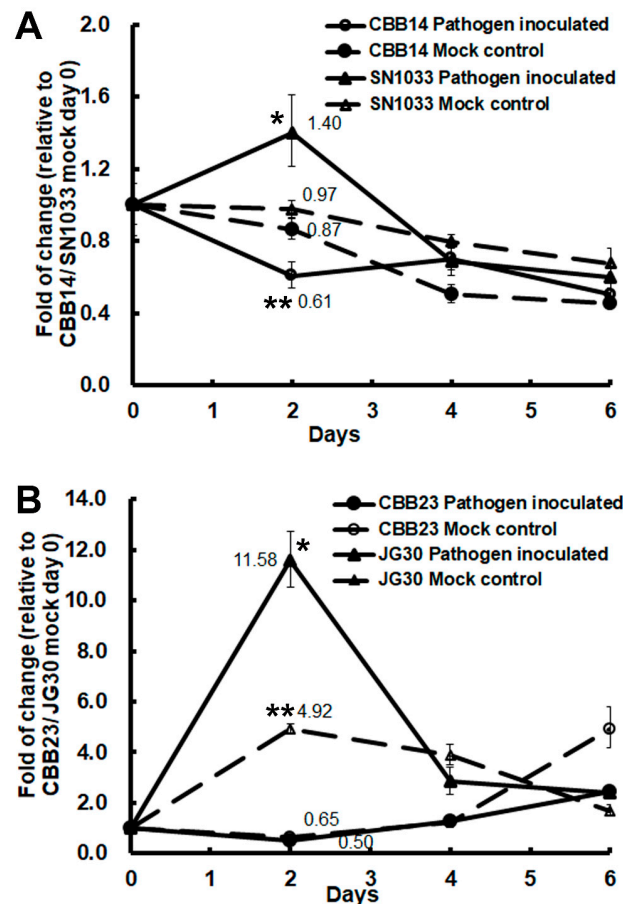 A
Fold of change (relative to
CBB14/SN1033 mock day 0)
2.0
1.6
1.2
0.8
0.4
0.0
CBB14 Pathogen inoculated
CBB14 Mock control
SN1033 Pathogen inoculated
SN1033 Mock control
* 1.40
0.97
0.87
** 0.61
0 1 2 3 4 5 6
Days
B
Fold of change (relative to
CBB23/JG30 mock day 0)
14.0
12.0
10.0
8.0
6.0
4.0
2.0
0.0
CBB23 Pathogen inoculated
CBB23 Mock control
JG30 Pathogen inoculated
JG30 Mock control
11.58 *
** 4.92
0.65
0.50
0 1 2 3 4 5 6
Days